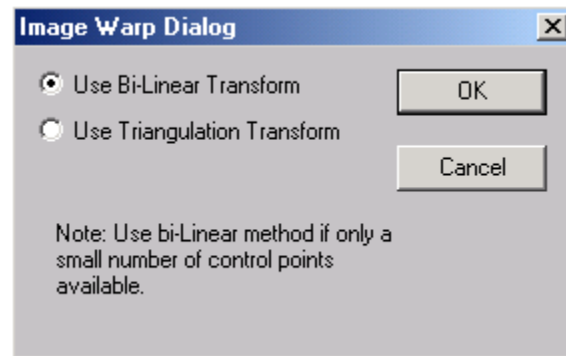 Image Warp Dialog
Use Bi-Linear Transform
OK
Use Triangulation Transform
Cancel
Note: Use bi-Linear method if only a
small number of control points
available.